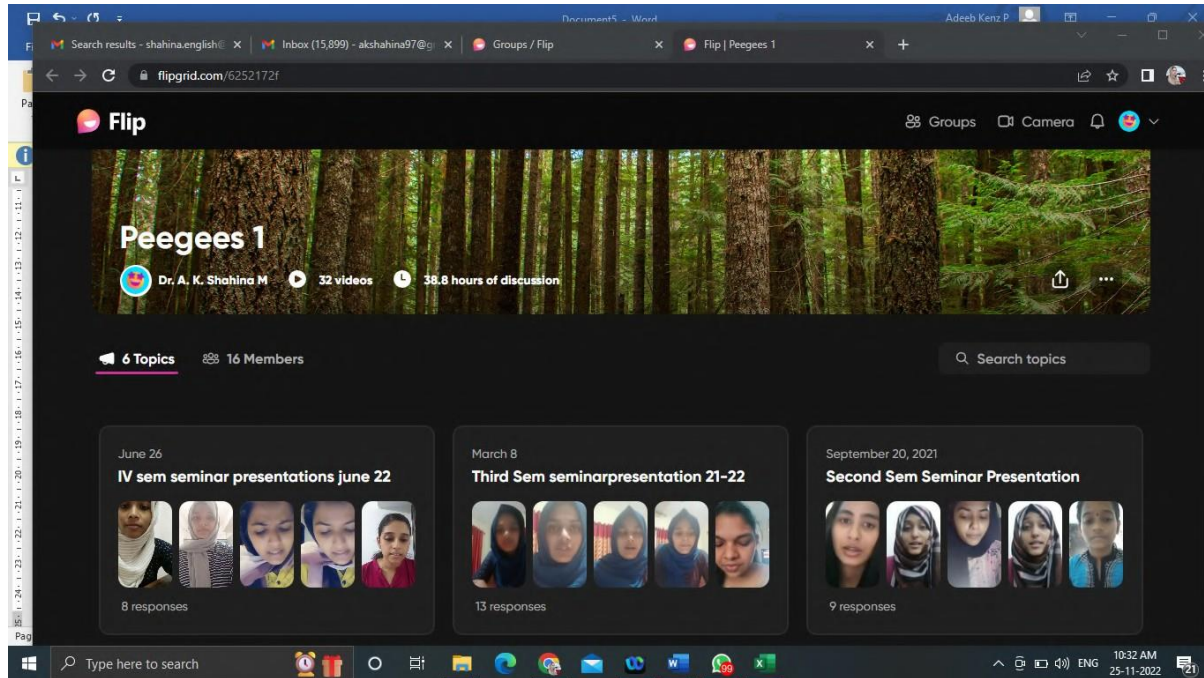 Document5 - Word
Adeeb Kenz P
Search results - shahina.english@
Inbox (15,899) - akshahina97@g
Groups / Flip
Flip | Peegees 1
flipgrid.com/6252172f
Flip
Groups
Camera
Peegees 1
Dr. A. K. Shahina M
32 videos
38.8 hours of discussion
6 Topics
16 Members
Search topics
June 26
IV sem seminar presentations june 22
8 responses
March 8
Third Sem seminarpresentation 21-22
13 responses
September 20, 2021
Second Sem Seminar Presentation
9 responses
Pag
Type here to search
99
ENG
10:32 AM
25-11-2022
21